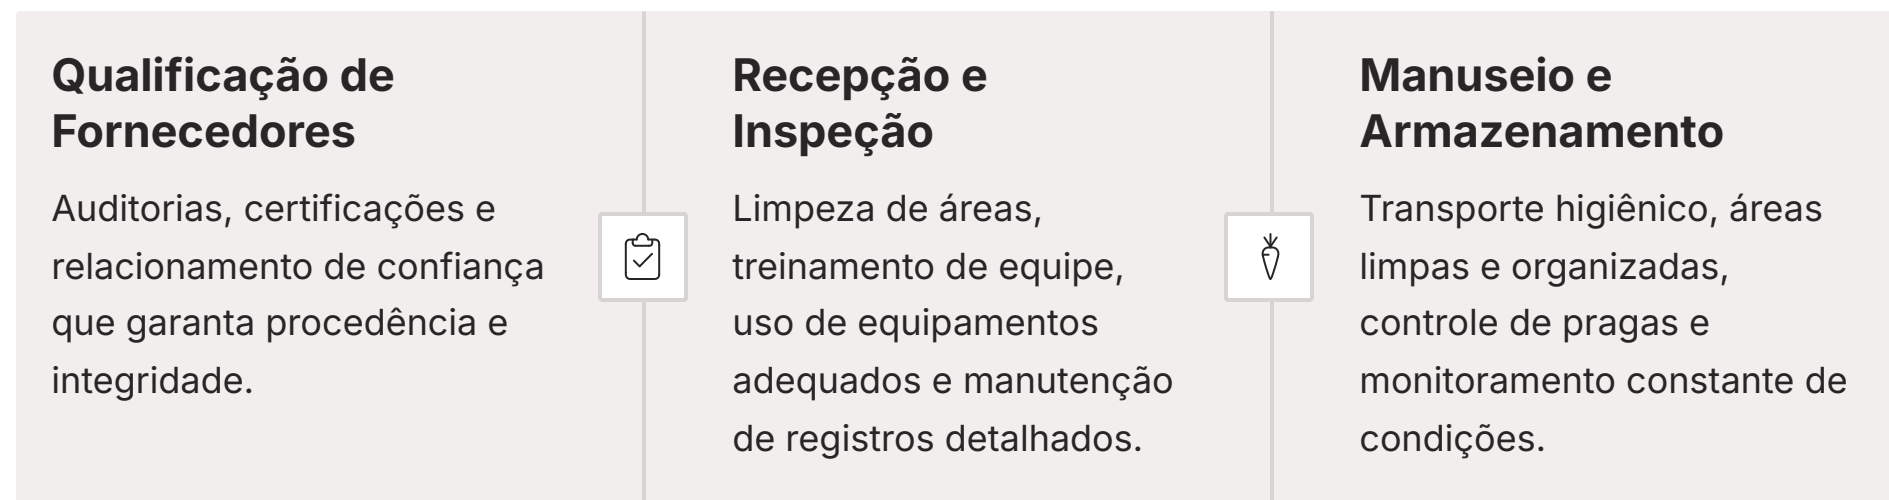 Qualificação de
Fornecedores
Auditorias, certificações e
relacionamento de confiança
que garanta procedência e
integridade.
Recepção e
Inspeção
Limpeza de áreas,
treinamento de equipe,
uso de equipamentos
adequados e manutenção
de registros detalhados.
Manuseio e
Armazenamento
Transporte higiênico, áreas
limpas e organizadas,
controle de pragas e
monitoramento constante de
condições.